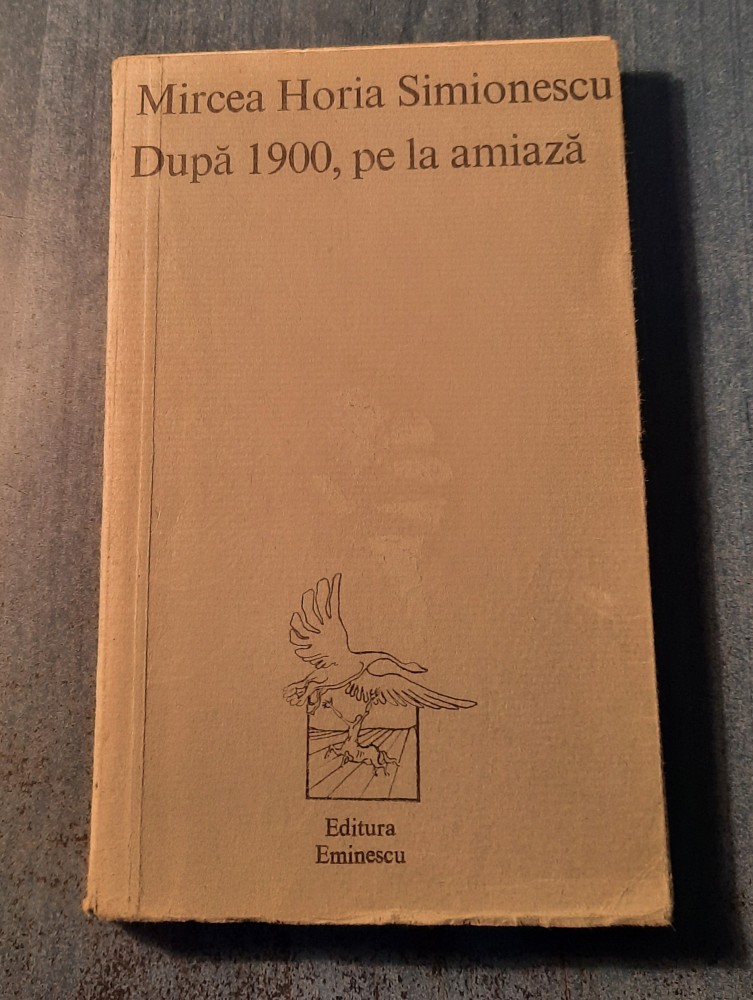 Mircea Horia Simionescu
După 1900, pe la amiază
Editura
Eminescu